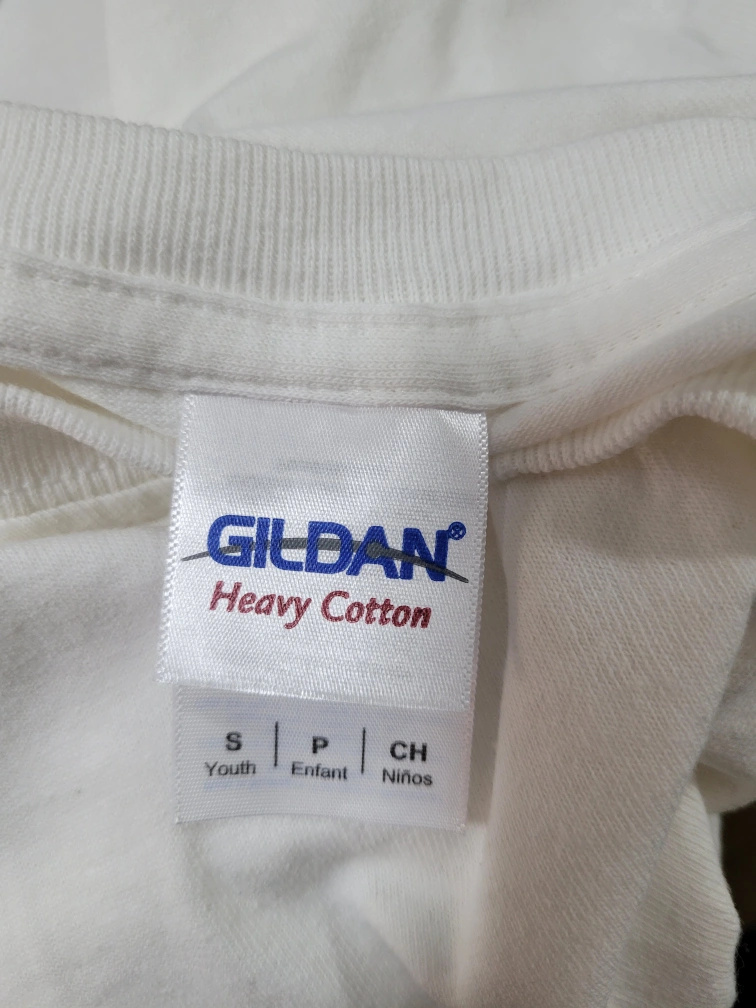 GILDAN®
Heavy Cotton
S | P | CH
Youth | Enfant | Niños